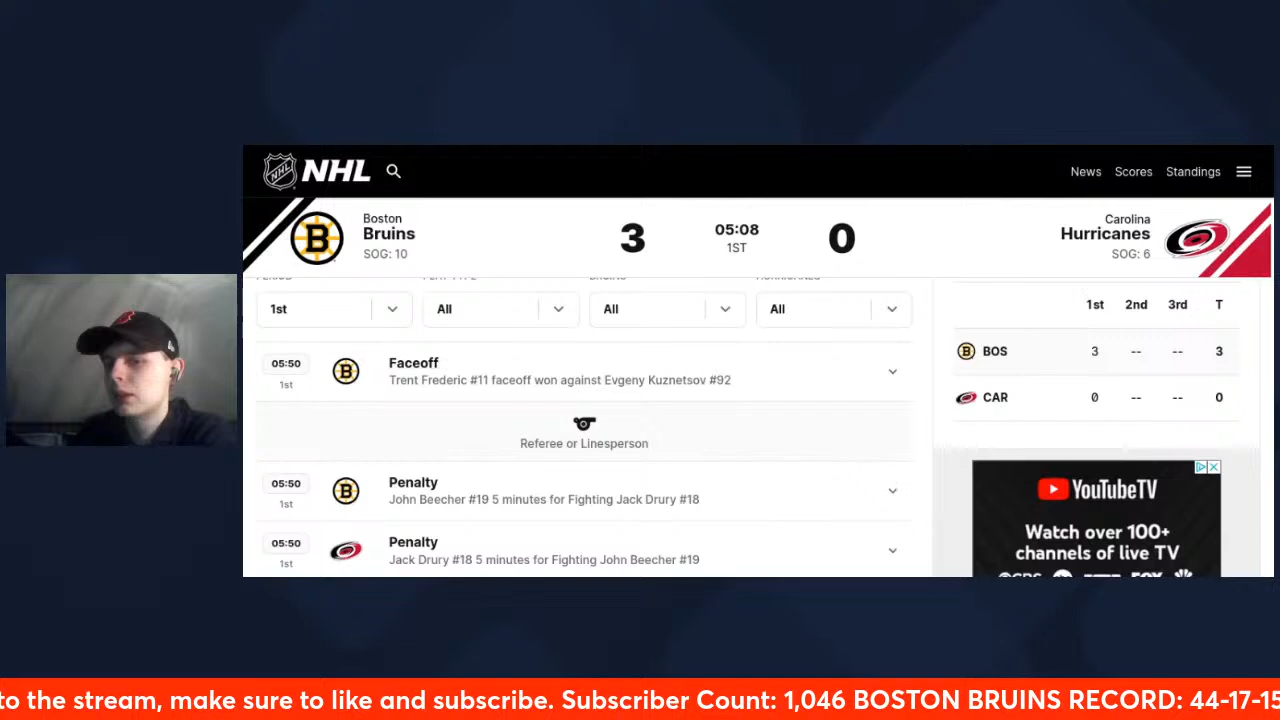 NHL
NHL
News Scores Standings
Boston
Bruins
SOG: 10
3
05:08
1ST
0
Carolina
Hurricanes
SOG: 6
B
1st
All
All
All
1st 2nd 3rd T
05:50
1st
B
Faceoff
Trent Frederic #11 faceoff won against Evgeny Kuznetsov #92
B BOS 3 -- -- 3
CAR 0 -- -- 0
Referee or Linesperson
05:50
1st
B
Penalty
John Beecher #19 5 minutes for Fighting Jack Drury #18
05:50
1st
Penalty
Jack Drury #18 5 minutes for Fighting John Beecher #19
YouTubeTV
Watch over 100+
channels of live TV
to the stream, make sure to like and subscribe. Subscriber Count: 1,046 BOSTON BRUINS RECORD: 44-17-15